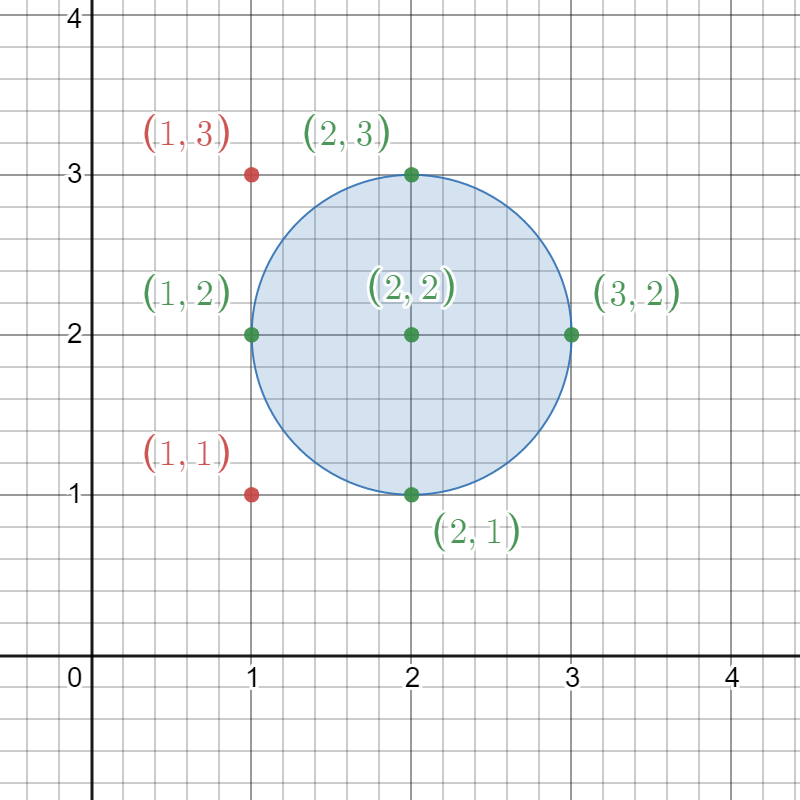 4
(1, 3) (2, 3)
3
(1, 2) (2, 2) (3, 2)
2
(1, 1)
1
(2, 1)
0 1 2 3 4